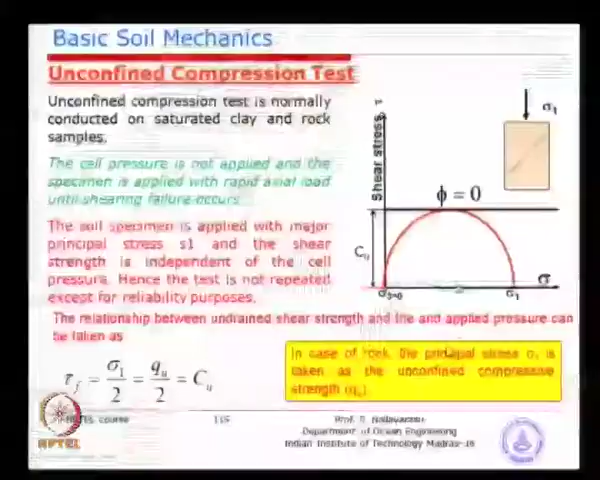 Basic Soil Mechanics
Unconfined Compression Test
Unconfined compression test is normally
conducted on saturated clay and rock
samples.
The cell pressure is not applied and the
specimen is applied with rapid axial load
until shearing failure occurs
The soil specimen is applied with major
principal stress s1 and the shear
strength is independent of the cell
pressure. Hence the test is not repeated
except for reliability purposes.
The relationship between undrained shear strength and the and applied pressure can
be taken as
τf = σ1/2 = qu/2 = Cu
Shear stress, τ
σ1
ϕ = 0
Cu
σ3=0
σ1
σ
In case of rock, the principal stress σ1 is
taken as the unconfined compressive
strength (qu)
NPTEL course
NPTEL
Department of Ocean Engineering
Indian Institute of Technology Madras-36